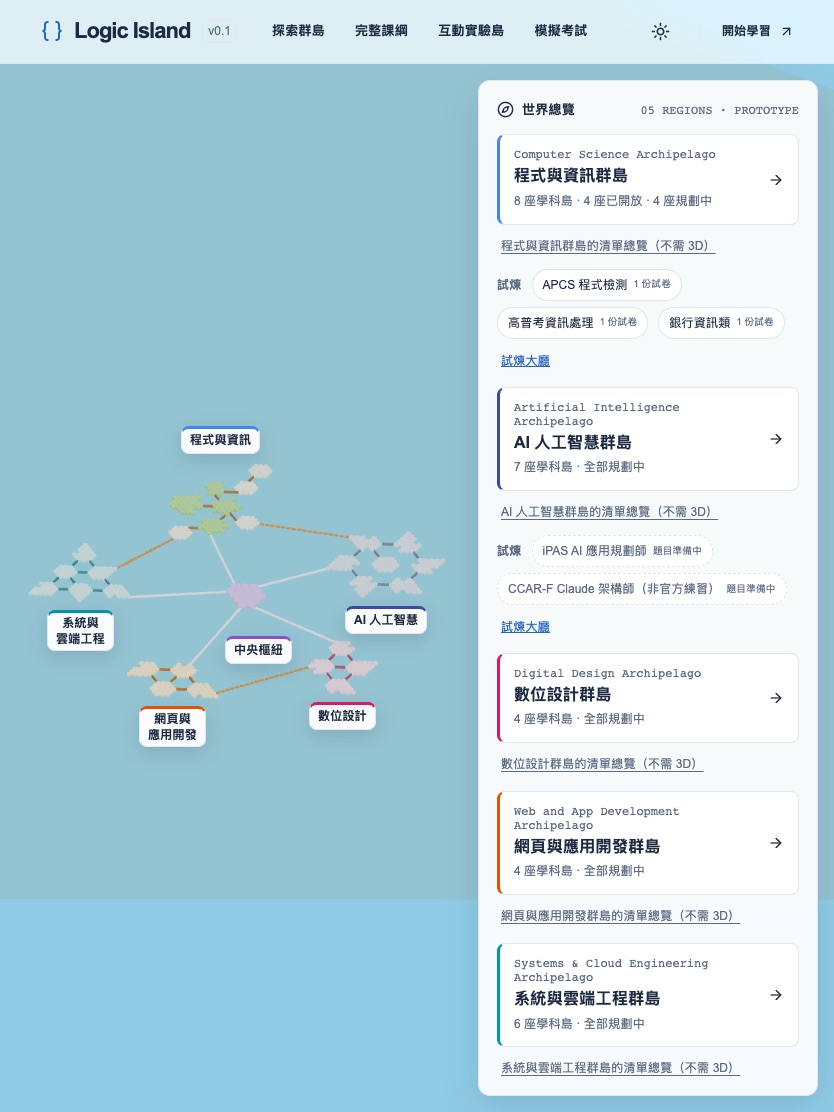 { } Logic Island v0.1 探索群島 完整課綱 互動實驗島 模擬考試 開始學習
世界總覽 05 REGIONS · PROTOTYPE
Computer Science Archipelago
程式與資訊群島
8 座學科島 · 4 座已開放 · 4 座規劃中
程式與資訊群島的清單總覽（不需 3D）
試煉 APCS 程式檢測 1 份試卷
高普考資訊處理 1 份試卷 銀行資訊類 1 份試卷
試煉大廳
Artificial Intelligence
Archipelago
AI 人工智慧群島
7 座學科島 · 全部規劃中
AI 人工智慧群島的清單總覽（不需 3D）
試煉 iPAS AI 應用規劃師 題目準備中
CCAR-F Claude 架構師（非官方練習） 題目準備中
試煉大廳
Digital Design Archipelago
數位設計群島
4 座學科島 · 全部規劃中
數位設計群島的清單總覽（不需 3D）
Web and App Development
Archipelago
網頁與應用開發群島
4 座學科島 · 全部規劃中
網頁與應用開發群島的清單總覽（不需 3D）
Systems & Cloud Engineering
Archipelago
系統與雲端工程群島
6 座學科島 · 全部規劃中
系統與雲端工程群島的清單總覽（不需 3D）
程式與資訊
系統與
雲端工程
AI 人工智慧
中央樞紐
網頁與
應用開發
數位設計